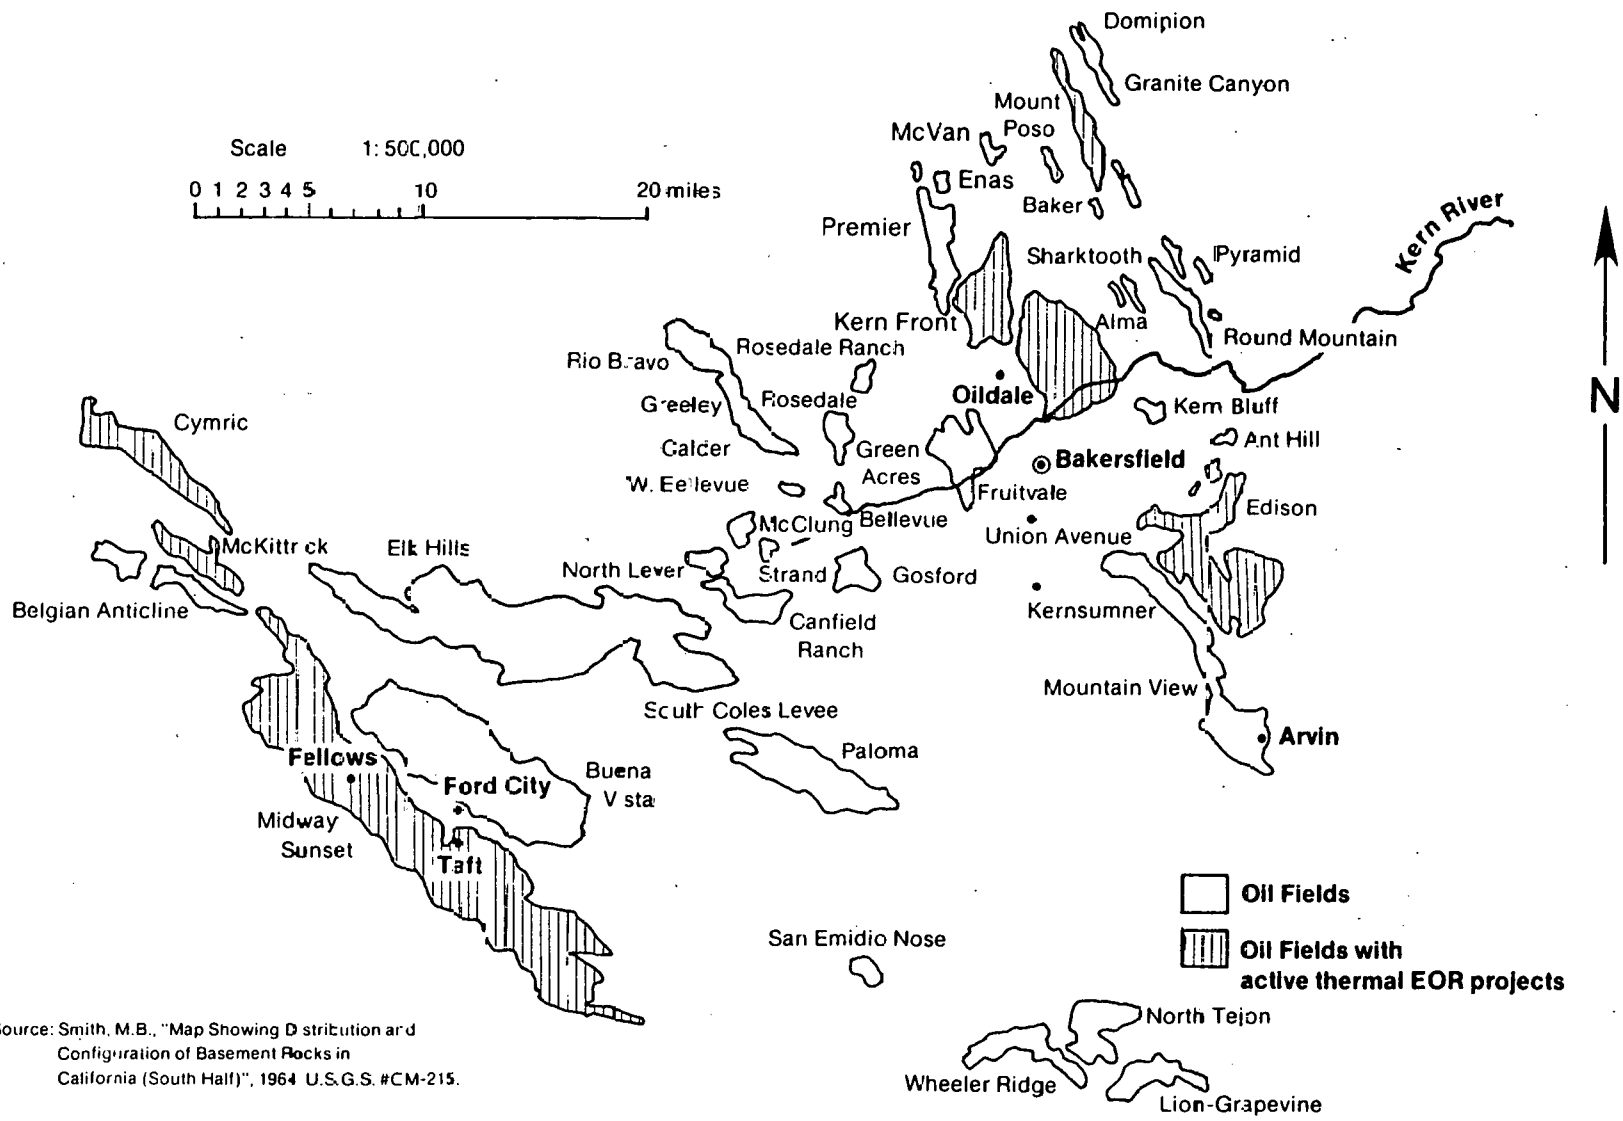 Dominion
Granite Canyon
Mount
Poso
McVan
Scale 1:500,000
Enas
0 1 2 3 4 5 10 20 miles
Baker
Kern River
Premier
Sharktooth
Pyramid
Kern Front
Alma
Round Mountain
Rosedale Ranch
Rio Bravo
Oildale
Rosedale
Greeley
Kern Bluff
Cymric
Ant Hill
Calder
Green
Acres
Bakersfield
W. Bellevue
Fruitvale
Edison
McClung
Bellevue
Union Avenue
McKittrick
Elk Hills
North Lever
Strand
Gosford
Belgian Anticline
Kernsumner
Canfield
Ranch
Mountain View
South Coles Levee
Arvin
Paloma
Fellows
Buena
Vista
Ford City
Midway
Sunset
Taft
Oil Fields
San Emidio Nose
Oil Fields with
active thermal EOR projects
N
North Tejon
Source: Smith, M.B., "Map Showing Distribution and
Configuration of Basement Rocks in
California (South Half)", 1964 U.S.G.S. #CM-215.
Wheeler Ridge
Lion-Grapevine